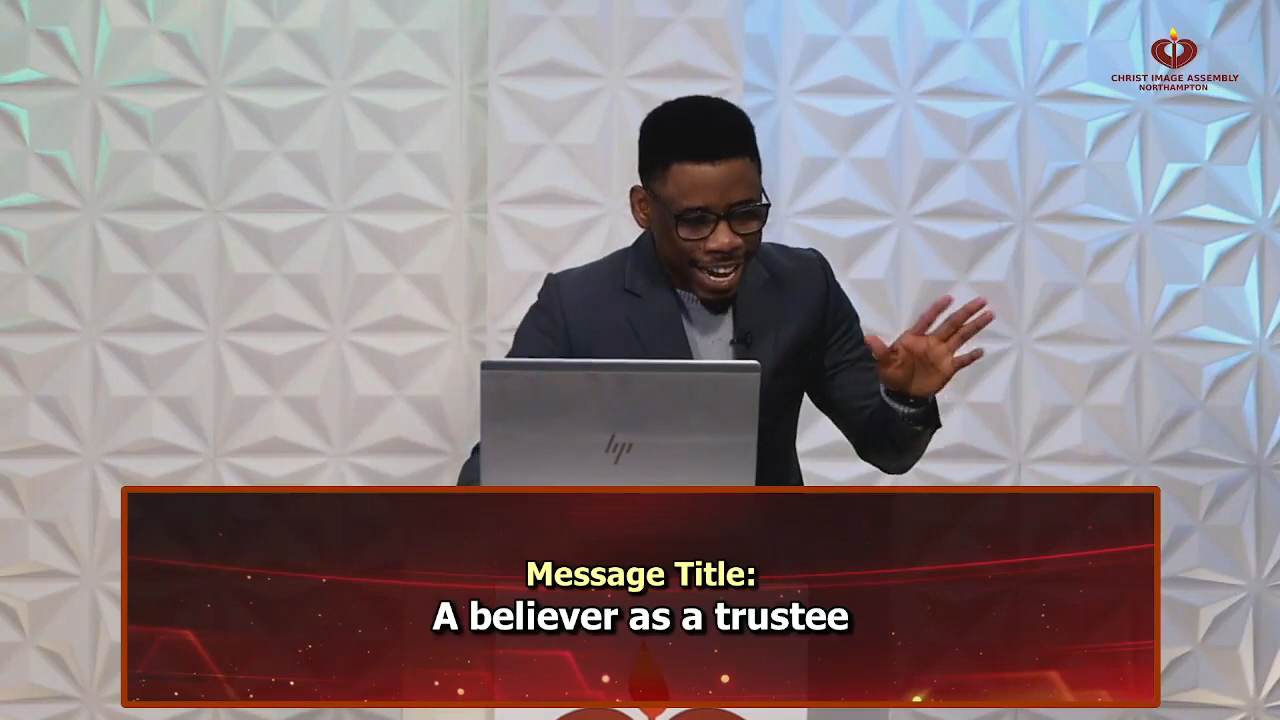 CHRIST IMAGE ASSEMBLY
NORTHAMPTON
hp
Message Title:
A believer as a trustee